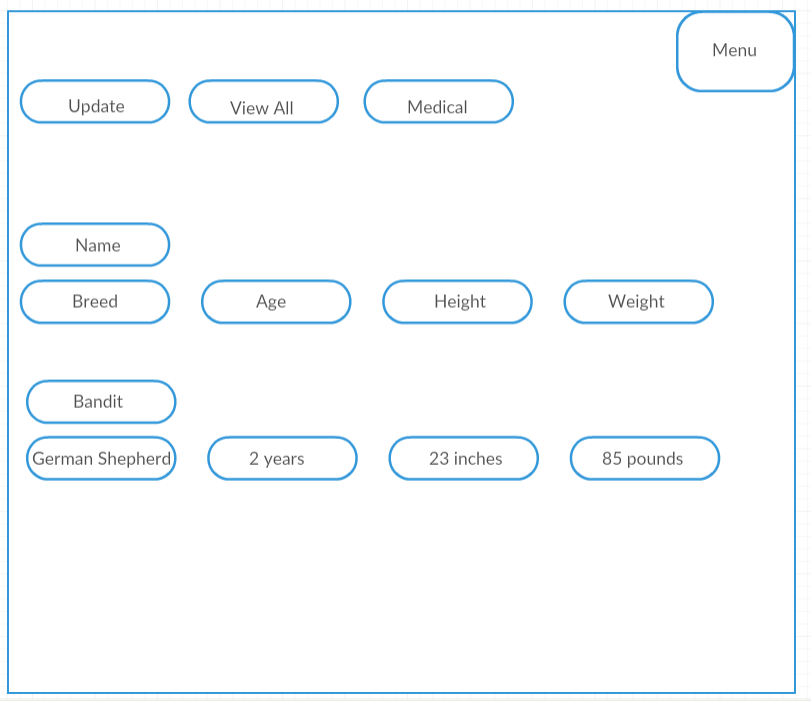 Menu
Update View All Medical
Name
Breed Age Height Weight
Bandit
German Shepherd 2 years 23 inches 85 pounds